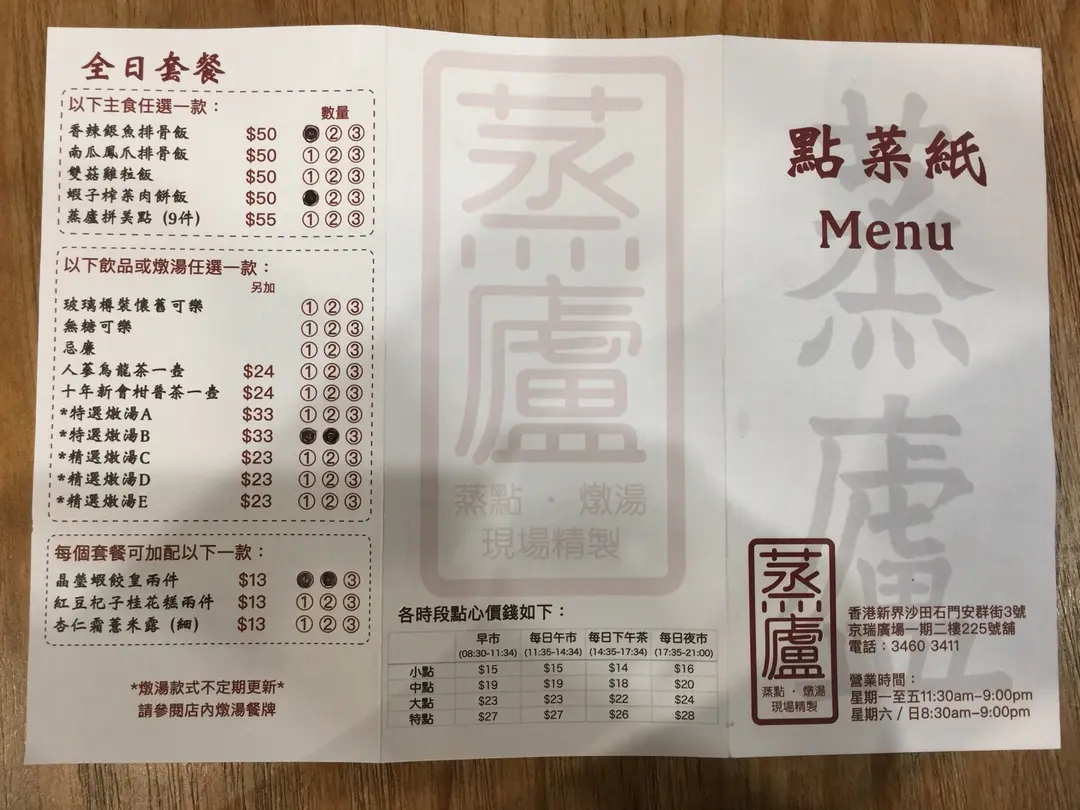 全日套餐
以下主食任選一款：
數量
香辣銀魚排骨飯 $50 ② ③
南瓜鳳爪排骨飯 $50 ① ② ③
雙菇雞粒飯 $50 ① ② ③
蝦子榨菜肉餅飯 $50 ② ③
蒸廬拼美點 (9件) $55 ① ② ③
以下飲品或燉湯任選一款：
另加
玻璃樽裝懷舊可樂 ① ② ③
無糖可樂 ① ② ③
忌廉 ① ② ③
人蔘烏龍茶一壺 $24 ① ② ③
十年新會柑普茶一壺 $24 ① ② ③
*特選燉湯A $33 ① ② ③
*特選燉湯B $33 ③
*精選燉湯C $23 ① ② ③
*精選燉湯D $23 ① ② ③
*精選燉湯E $23 ① ② ③
每個套餐可加配以下一款：
晶瑩蝦餃皇兩件 $13 ③
紅豆杞子桂花糕兩件 $13 ① ② ③
杏仁霜薏米露 (細) $13 ① ② ③
*燉湯款式不定期更新*
請參閱店內燉湯餐牌
蒸廬
蒸點 · 燉湯
現場精製
各時段點心價錢如下：
早市 每日午市 每日下午茶 每日夜市
(08:30-11:34) (11:35-14:34) (14:35-17:34) (17:35-21:00)
小點 $15 $15 $14 $16
中點 $19 $19 $18 $20
大點 $23 $23 $22 $24
特點 $27 $27 $26 $28
點菜紙
Menu
蒸廬
蒸廬
蒸點 · 燉湯
現場精製
香港新界沙田石門安群街3號
京瑞廣場一期二樓225號舖
電話：3460 3411
營業時間：
星期一至五11:30am-9:00pm
星期六 / 日8:30am-9:00pm